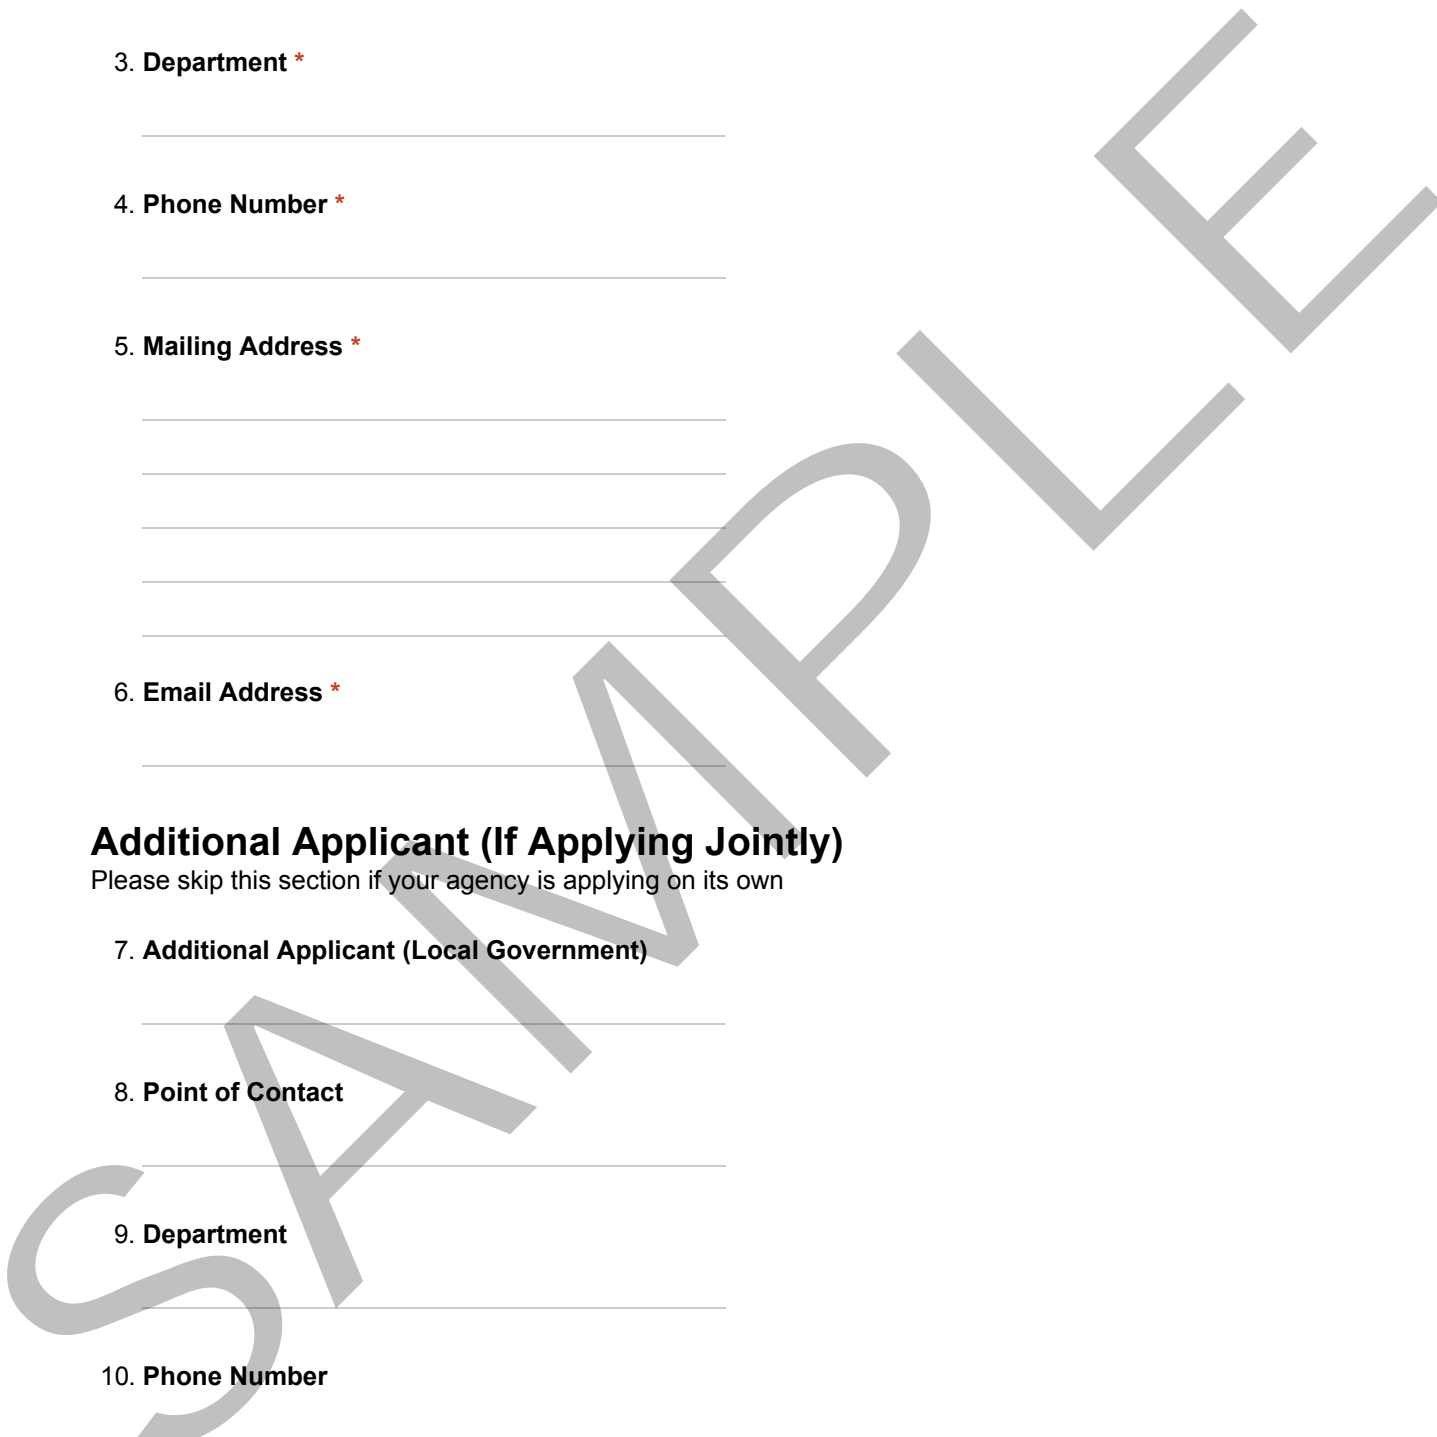 3. Department *
4. Phone Number *
5. Mailing Address *
6. Email Address *
Additional Applicant (If Applying Jointly)
Please skip this section if your agency is applying on its own
7. Additional Applicant (Local Government)
8. Point of Contact
9. Department
10. Phone Number
SAMPLE